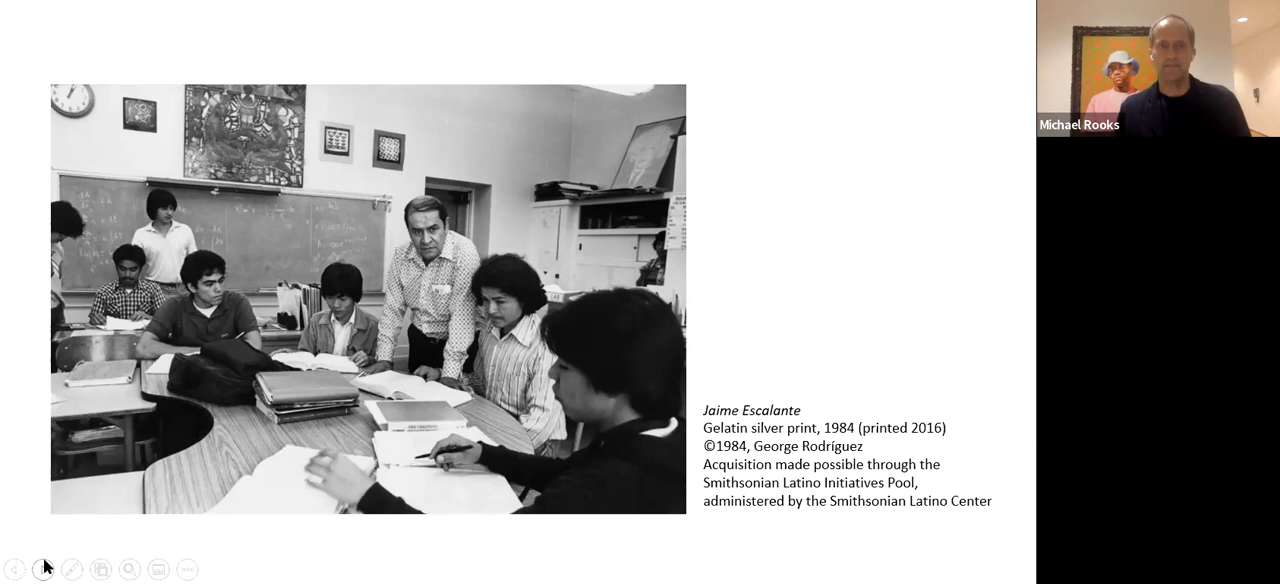 Michael Rooks
LAB
Jaime Escalante
Gelatin silver print, 1984 (printed 2016)
©1984, George Rodríguez
Acquisition made possible through the
Smithsonian Latino Initiatives Pool,
administered by the Smithsonian Latino Center